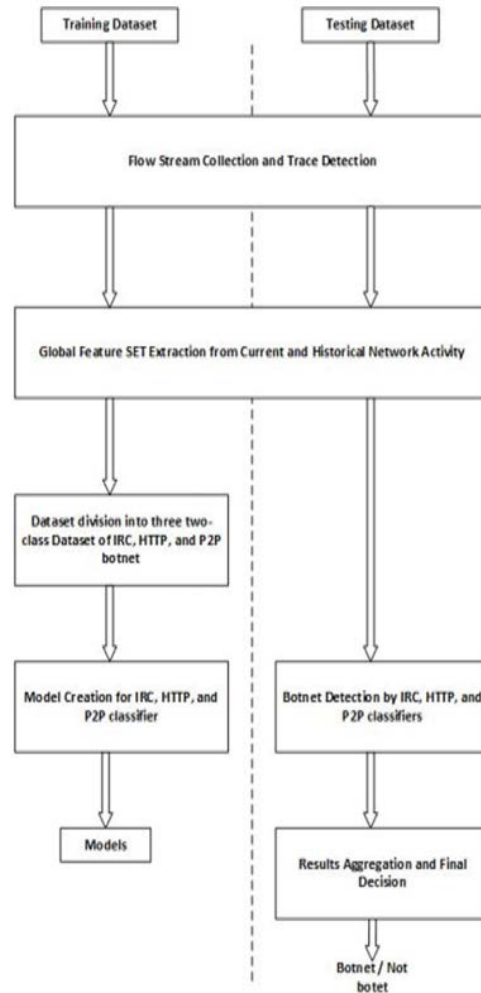 Training Dataset
Testing Dataset
Flow Stream Collection and Trace Detection
Global Feature SET Extraction from Current and Historical Network Activity
Dataset division into three two-
class Dataset of IRC, HTTP, and P2P
botnet
Model Creation for IRC, HTTP, and
P2P classifier
Botnet Detection by IRC, HTTP, and
P2P classifiers
Models
Results Aggregation and Final
Decision
Botnet / Not
botet